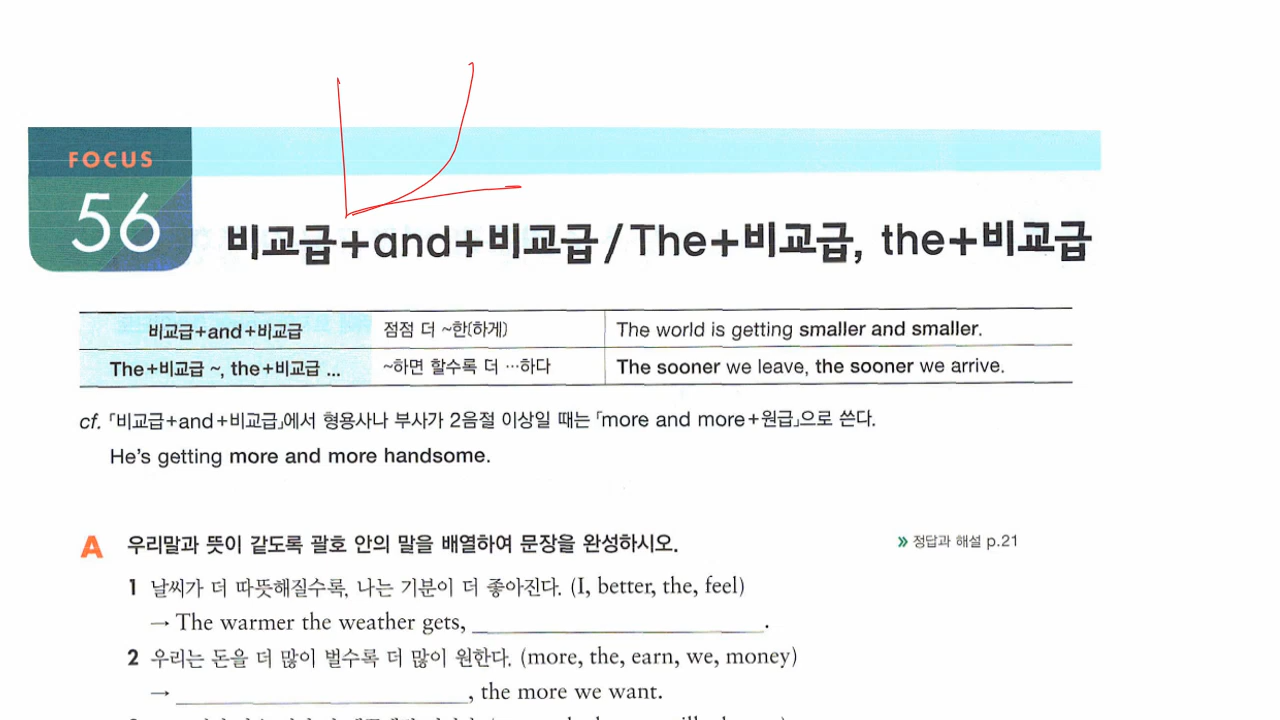 FOCUS
56
비교급+and+비교급/The+비교급, the+비교급
비교급+and+비교급 점점 더 ~한(하게) The world is getting smaller and smaller.
The+비교급 ~, the+비교급 ... ~하면 할수록 더 …하다 The sooner we leave, the sooner we arrive.
cf. 「비교급+and+비교급」에서 형용사나 부사가 2음절 이상일 때는 「more and more+원급」으로 쓴다.
He's getting more and more handsome.
A 우리말과 뜻이 같도록 괄호 안의 말을 배열하여 문장을 완성하시오. » 정답과 해설 p.21
1 날씨가 더 따뜻해질수록, 나는 기분이 더 좋아진다. (I, better, the, feel)
→ The warmer the weather gets, ____________________.
2 우리는 돈을 더 많이 벌수록 더 많이 원한다. (more, the, earn, we, money)
→ ____________________, the more we want.